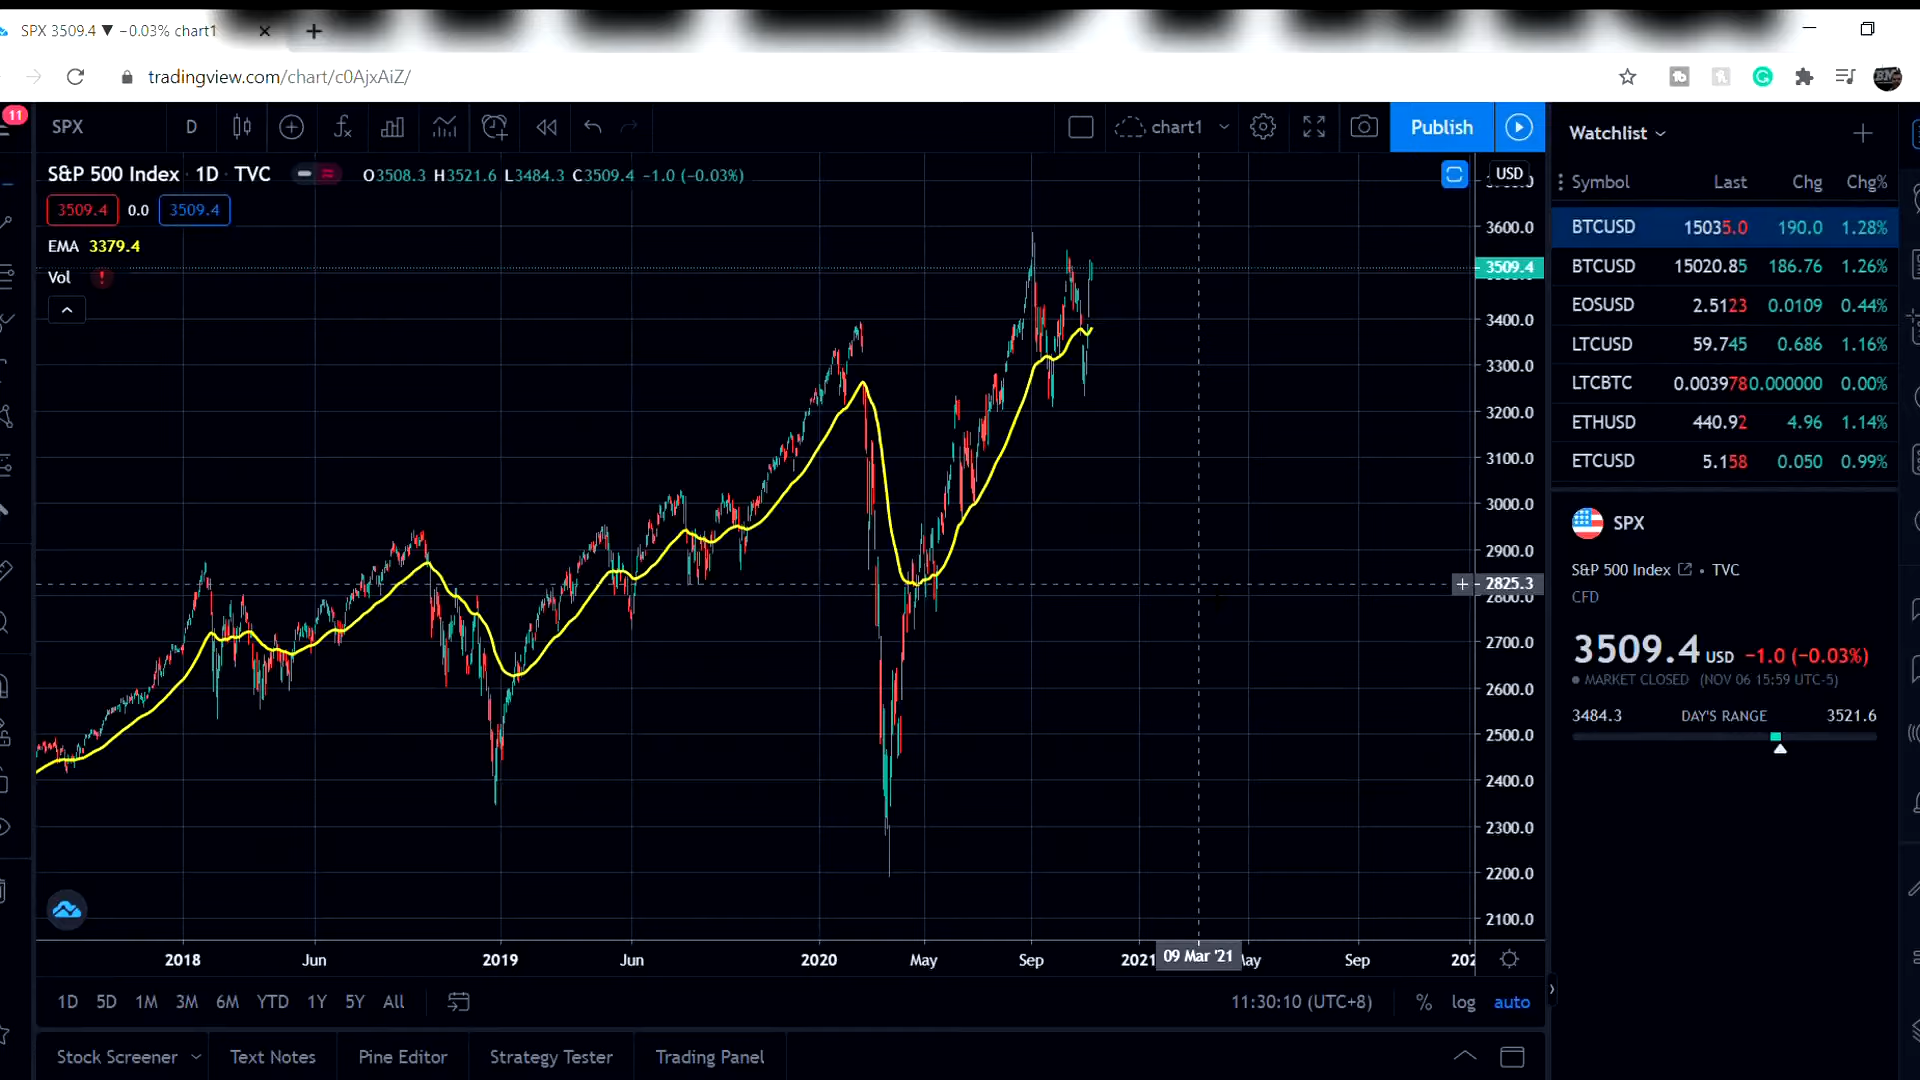 SPX 3509.4 ▼ −0.03% chart1
tradingview.com/chart/c0AjxAiZ/
11
SPX D chart1 Publish
S&P 500 Index · 1D · TVC O3508.3 H3521.6 L3484.3 C3509.4 −1.0 (−0.03%)
3509.4 0.0 3509.4
EMA 3379.4
Vol !
USD
3600.0
3509.4
3400.0
3300.0
3200.0
3100.0
3000.0
2900.0
2825.3
2800.0
2700.0
2600.0
2500.0
2400.0
2300.0
2200.0
2100.0
2018 Jun 2019 Jun 2020 May Sep 2021 09 Mar '21 Sep
1D 5D 1M 3M 6M YTD 1Y 5Y All 11:30:10 (UTC+8) % log auto
Stock Screener Text Notes Pine Editor Strategy Tester Trading Panel
Watchlist
Symbol Last Chg Chg%
BTCUSD 15035.0 190.0 1.28%
BTCUSD 15020.85 186.76 1.26%
EOSUSD 2.5123 0.0109 0.44%
LTCUSD 59.745 0.686 1.16%
LTCBTC 0.003978 0.000000 0.00%
ETHUSD 440.92 4.96 1.14%
ETCUSD 5.158 0.050 0.99%
SPX
S&P 500 Index • TVC
CFD
3509.4 USD −1.0 (−0.03%)
MARKET CLOSED (NOV 06 15:59 UTC-5)
3484.3 DAY'S RANGE 3521.6